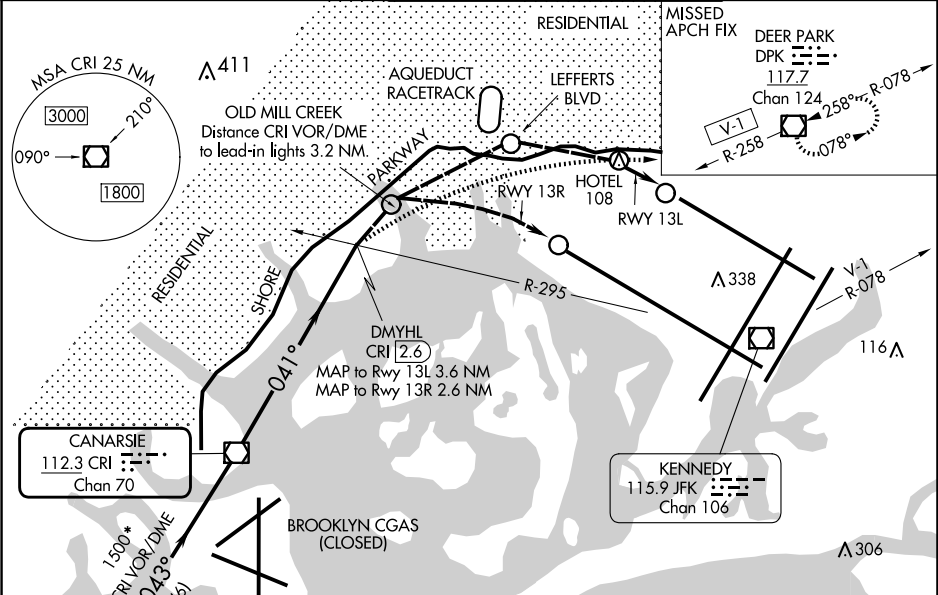 RESIDENTIAL
MISSED
APCH FIX
DEER PARK
DPK
117.7
Chan 124
258°
R-078
V-1
R-258
078°
MSA CRI 25 NM
3000
210°
090°
1800
411
AQUEDUCT
RACETRACK
LEFFERTS
BLVD
OLD MILL CREEK
Distance CRI VOR/DME
to lead-in lights 3.2 NM.
PARKWAY
HOTEL
108
RWY 13R
RWY 13L
RESIDENTIAL
SHORE
R-295
338
V-1
R-078
116
DMYHL
CRI 2.6
MAP to Rwy 13L 3.6 NM
MAP to Rwy 13R 2.6 NM
041°
CANARSIE
112.3 CRI
Chan 70
KENNEDY
115.9 JFK
Chan 106
BROOKLYN CGAS
(CLOSED)
306
1500*
CRI VOR/DME
043°